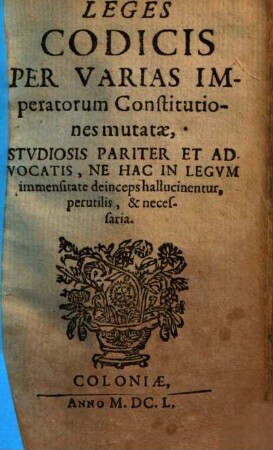 LEGES
CODICIS
PER VARIAS IM-
peratorum Constitutio-
nes mutatæ,
STVDIOSIS PARITER ET AD-
VOCATIS, NE HAC IN LEGVM
immensitate deinceps hallucinentur,
perutilis, & neces-
saria.
COLONIÆ,
ANNO M. DC. L.